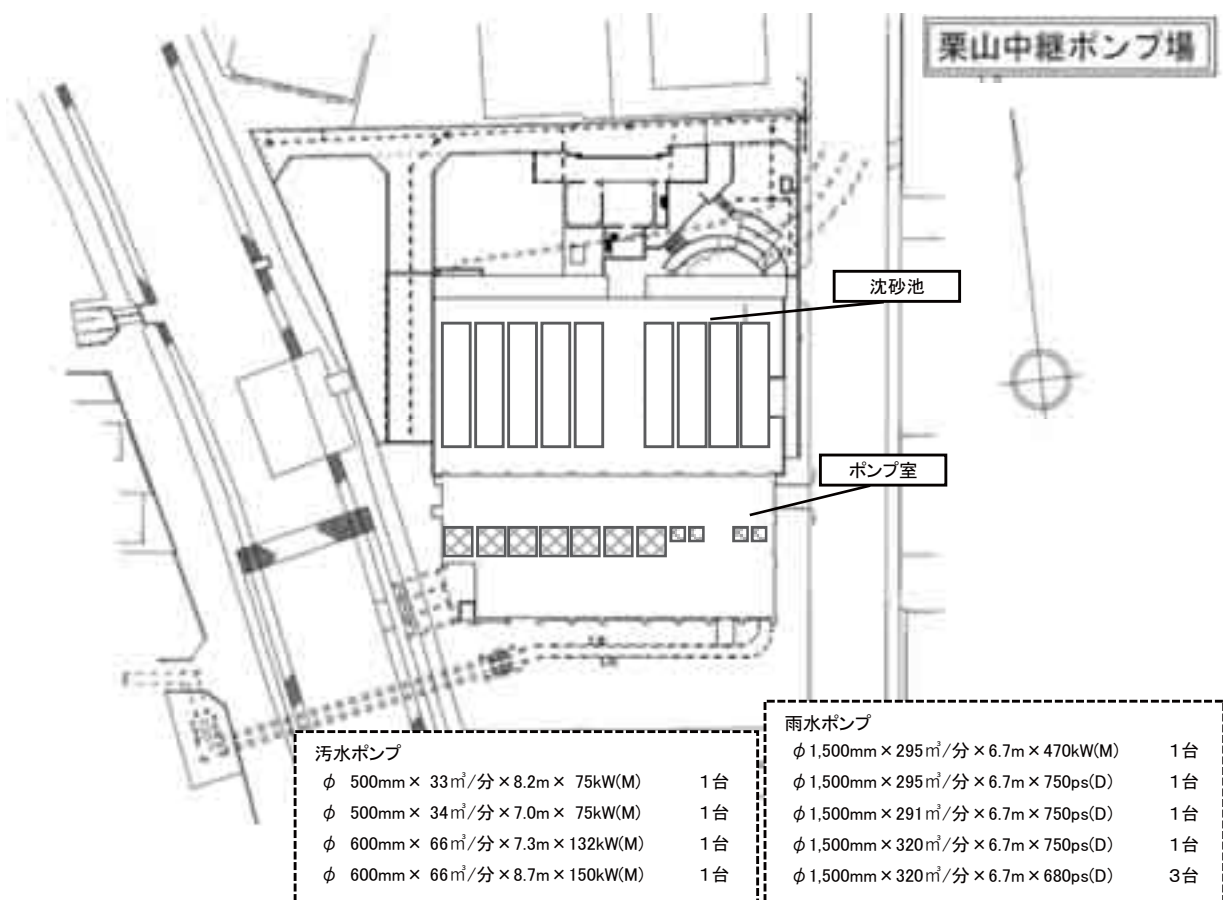 栗山中継ポンプ場
沈砂池
ポンプ室
汚水ポンプ
φ 500mm× 33㎥/分×8.2m× 75kW(M) 1台
φ 500mm× 34㎥/分×7.0m× 75kW(M) 1台
φ 600mm× 66㎥/分×7.3m×132kW(M) 1台
φ 600mm× 66㎥/分×8.7m×150kW(M) 1台
雨水ポンプ
φ1,500mm×295㎥/分×6.7m×470kW(M) 1台
φ1,500mm×295㎥/分×6.7m×750ps(D) 1台
φ1,500mm×291㎥/分×6.7m×750ps(D) 1台
φ1,500mm×320㎥/分×6.7m×750ps(D) 1台
φ1,500mm×320㎥/分×6.7m×680ps(D) 3台